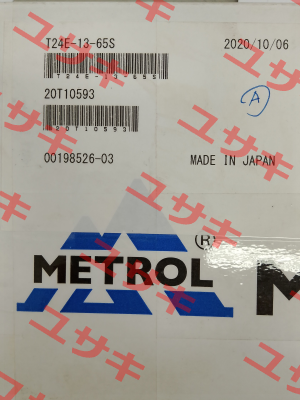 T24E-13-65S 2020/10/06
T24E-13-65S
20T10593 A
20T10593
00198526-03 MADE IN JAPAN
METROL ® M
ユサキ